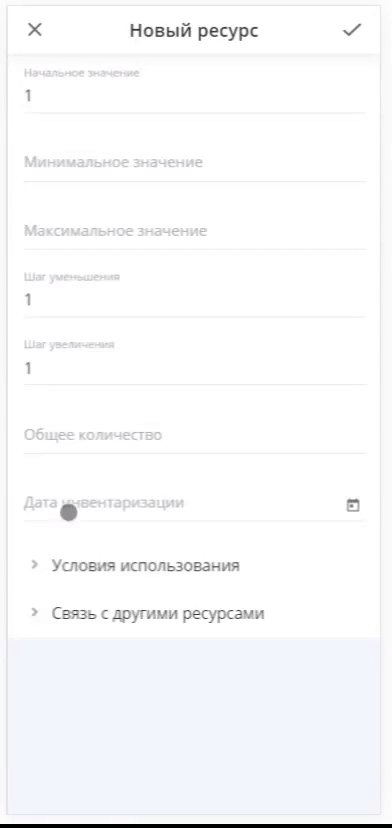 Новый ресурс
Начальное значение
1
Минимальное значение
Максимальное значение
Шаг уменьшения
1
Шаг увеличения
1
Общее количество
Дата инвентаризации
Условия использования
Связь с другими ресурсами